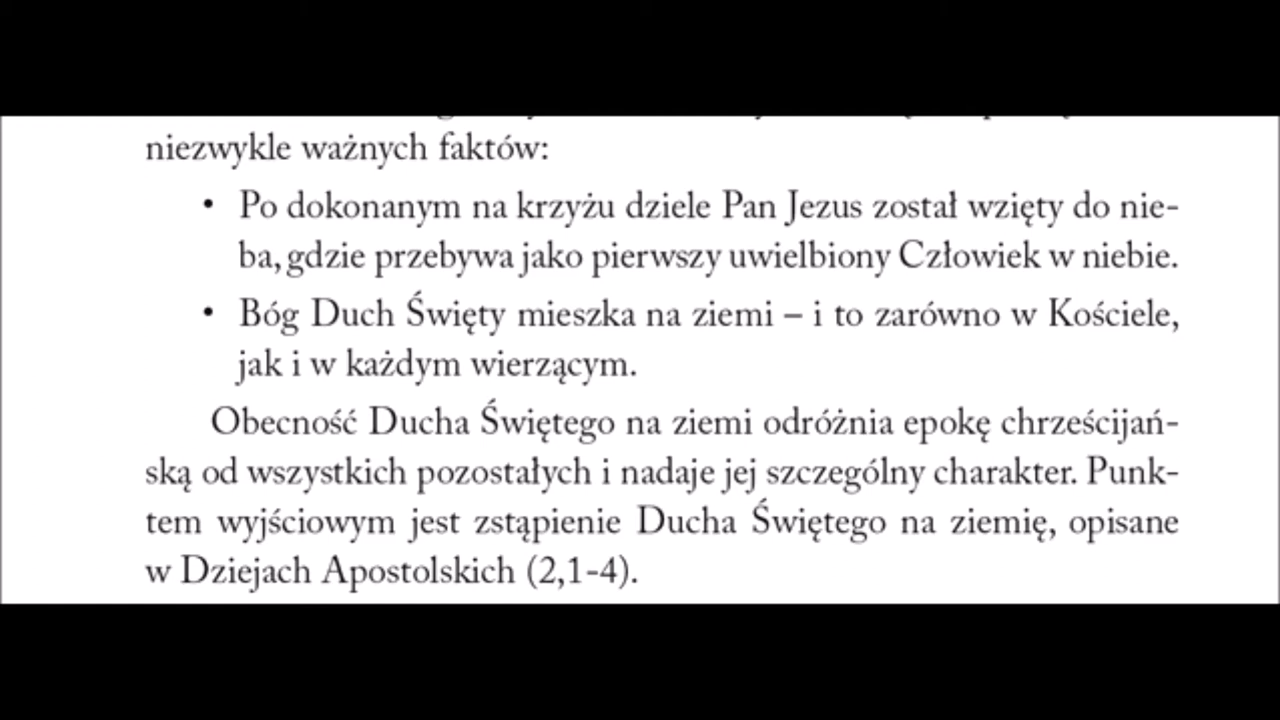 niezwykle ważnych faktów:
• Po dokonanym na krzyżu dziele Pan Jezus został wzięty do nie-
ba, gdzie przebywa jako pierwszy uwielbiony Człowiek w niebie.
• Bóg Duch Święty mieszka na ziemi – i to zarówno w Kościele,
jak i w każdym wierzącym.
Obecność Ducha Świętego na ziemi odróżnia epokę chrześcijań-
ską od wszystkich pozostałych i nadaje jej szczególny charakter. Punk-
tem wyjściowym jest zstąpienie Ducha Świętego na ziemię, opisane
w Dziejach Apostolskich (2,1-4).